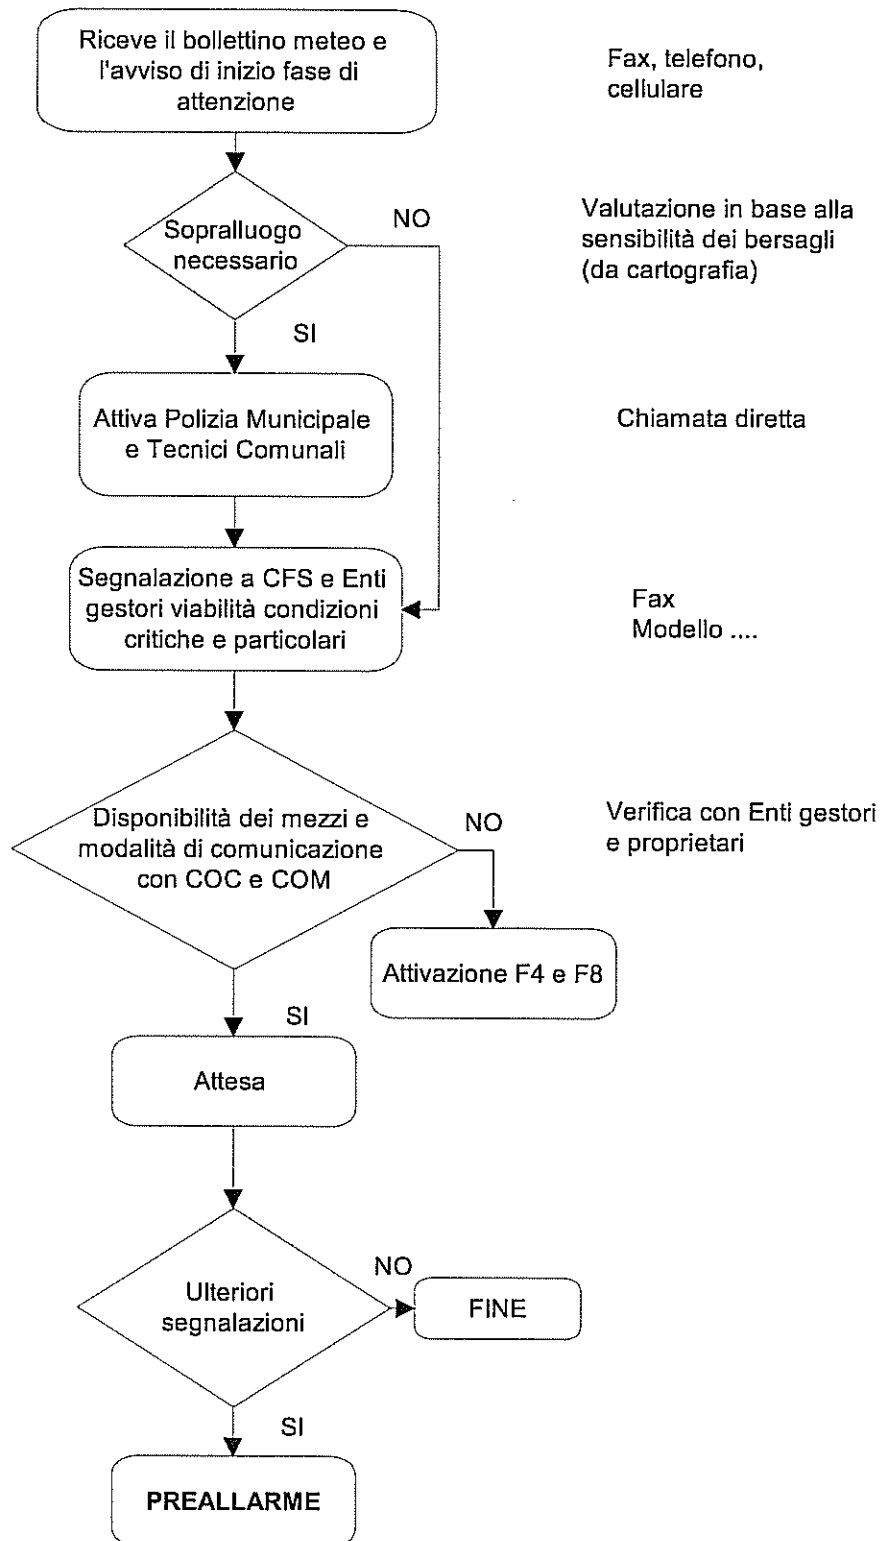 Riceve il bollettino meteo e
l'avviso di inizio fase di
attenzione
Fax, telefono,
cellulare
Sopralluogo
necessario
NO
Valutazione in base alla
sensibilità dei bersagli
(da cartografia)
SI
Attiva Polizia Municipale
e Tecnici Comunali
Chiamata diretta
Segnalazione a CFS e Enti
gestori viabilità condizioni
critiche e particolari
Fax
Modello ....
Disponibilità dei mezzi e
modalità di comunicazione
con COC e COM
NO
Verifica con Enti gestori
e proprietari
Attivazione F4 e F8
SI
Attesa
Ulteriori
segnalazioni
NO
FINE
SI
PREALLARME